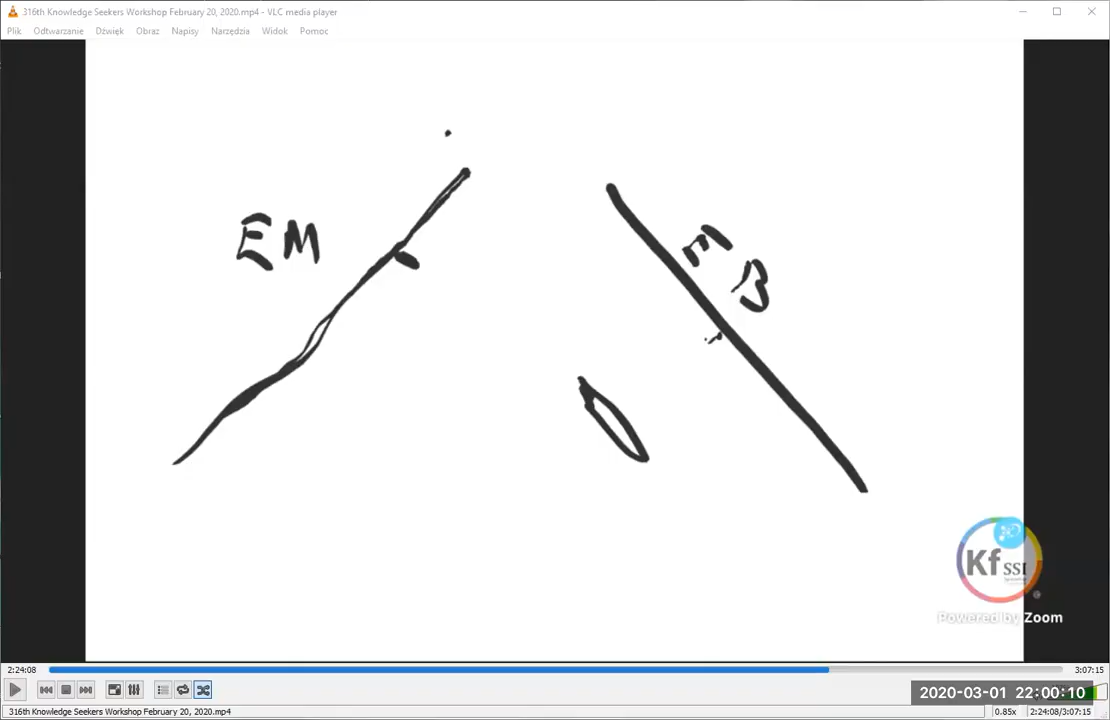 316th Knowledge Seekers Workshop February 20, 2020.mp4 - VLC media player
Plik Odtwarzanie Dźwięk Obraz Napisy Narzędzia Widok Pomoc
EM
Kf SSI
Powered by Zoom
2:24:08 3:07:15
2020-03-01 22:00:10
316th Knowledge Seekers Workshop February 20, 2020.mp4 0.85x 2:24:08/3:07:15